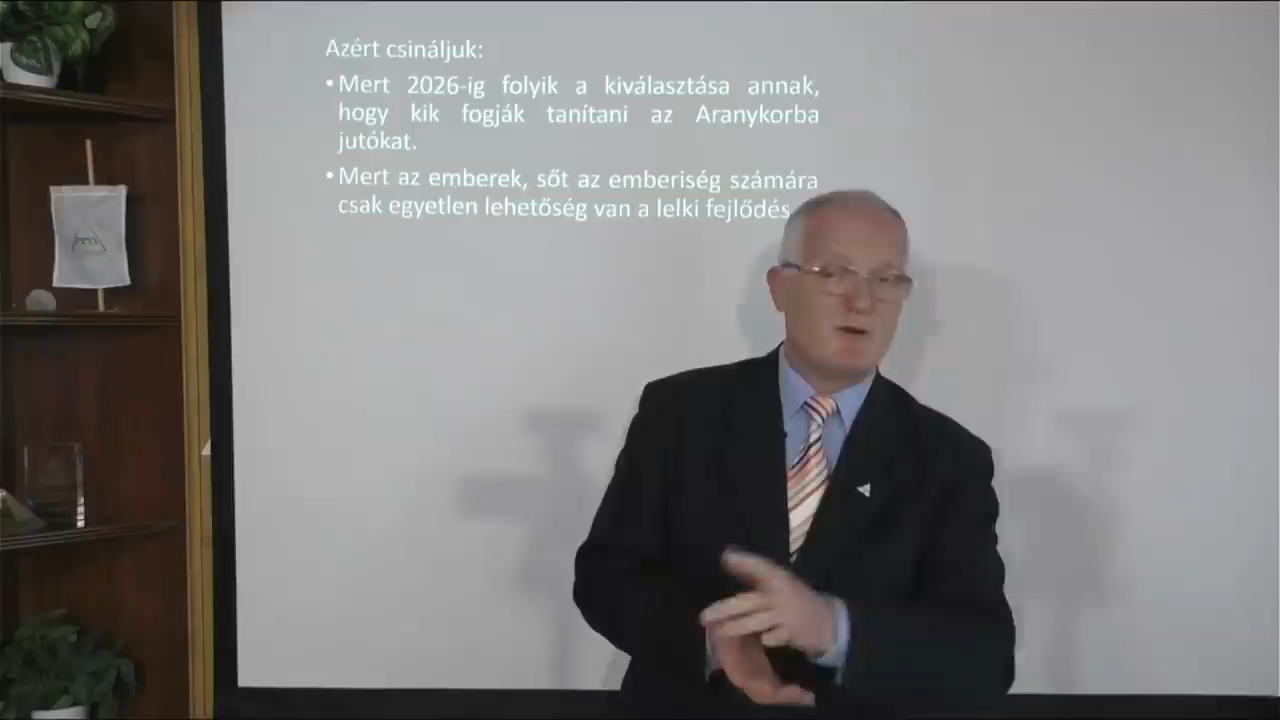 Azért csináljuk:
• Mert 2026-ig folyik a kiválasztása annak,
hogy kik fogják tanítani az Aranykorba
jutókat.
• Mert az emberek, sőt az emberiség számára
csak egyetlen lehetőség van a lelki fejlődés